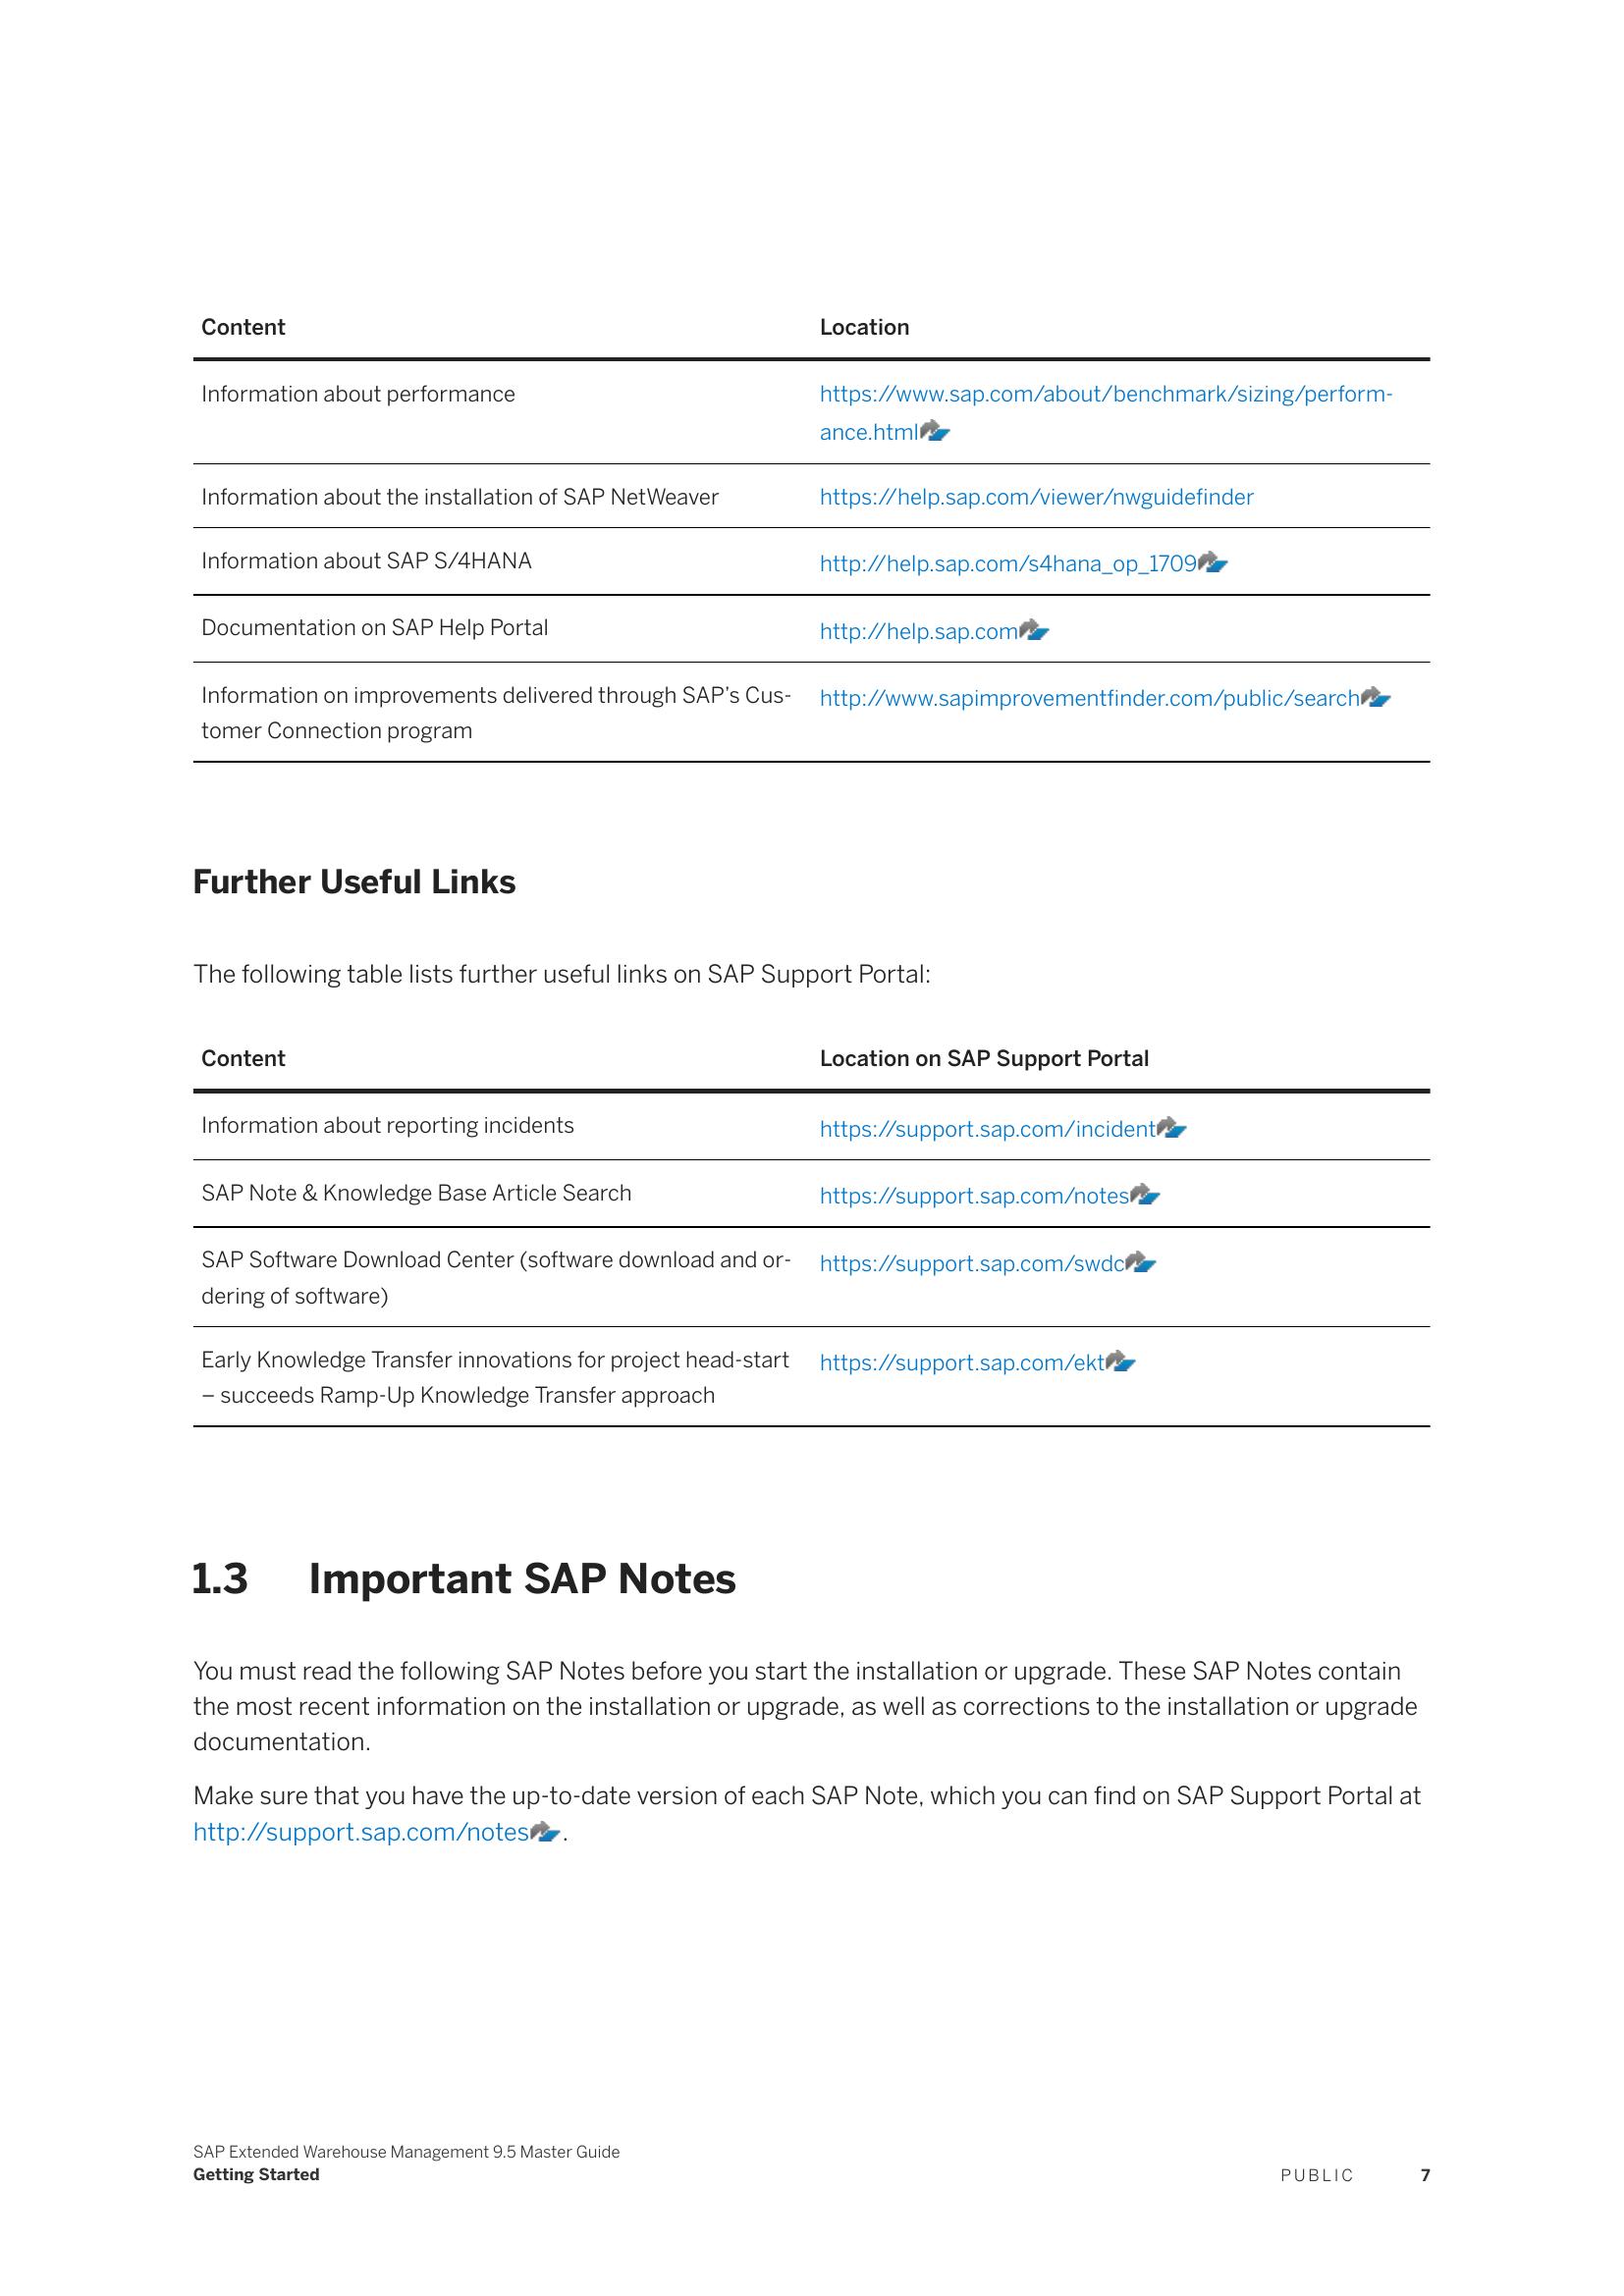 Content Location
Information about performance https://www.sap.com/about/benchmark/sizing/perform-
ance.html
Information about the installation of SAP NetWeaver https://help.sap.com/viewer/nwguidefinder
Information about SAP S/4HANA http://help.sap.com/s4hana_op_1709
Documentation on SAP Help Portal http://help.sap.com
Information on improvements delivered through SAP's Cus- http://www.sapimprovementfinder.com/public/search
tomer Connection program
Further Useful Links
The following table lists further useful links on SAP Support Portal:
Content Location on SAP Support Portal
Information about reporting incidents https://support.sap.com/incident
SAP Note & Knowledge Base Article Search https://support.sap.com/notes
SAP Software Download Center (software download and or- https://support.sap.com/swdc
dering of software)
Early Knowledge Transfer innovations for project head-start https://support.sap.com/ekt
– succeeds Ramp-Up Knowledge Transfer approach
1.3 Important SAP Notes
You must read the following SAP Notes before you start the installation or upgrade. These SAP Notes contain
the most recent information on the installation or upgrade, as well as corrections to the installation or upgrade
documentation.
Make sure that you have the up-to-date version of each SAP Note, which you can find on SAP Support Portal at
http://support.sap.com/notes.
SAP Extended Warehouse Management 9.5 Master Guide
Getting Started PUBLIC 7